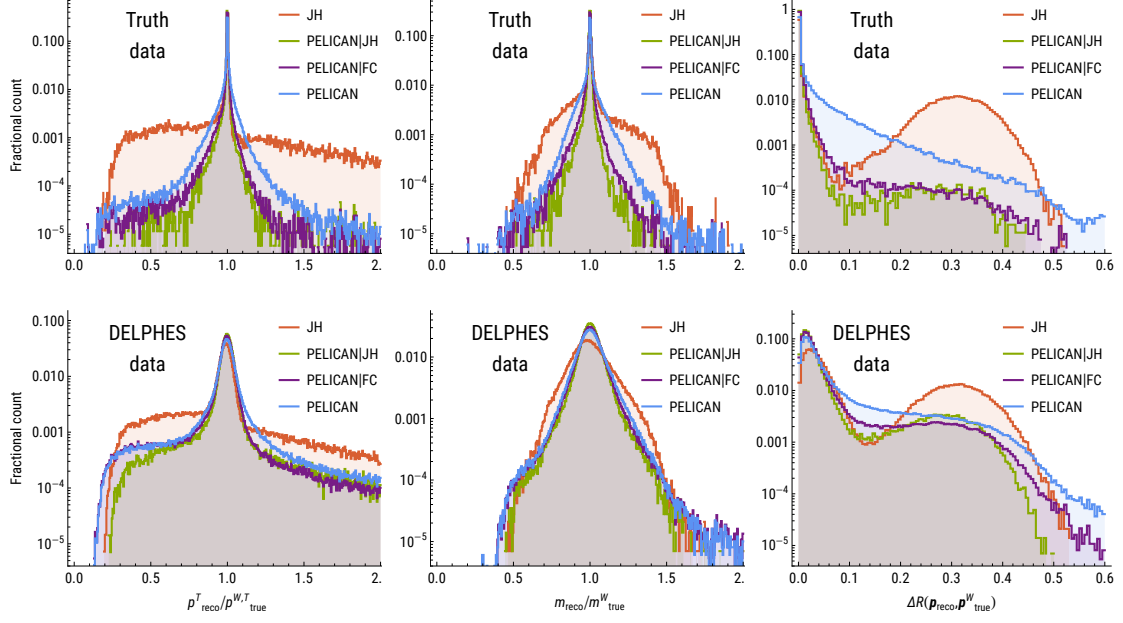 Truth
data
JH
PELICAN|JH
PELICAN|FC
PELICAN
Fractional count
0.100
0.010
0.001
10⁻⁴
10⁻⁵
0.0 0.5 1.0 1.5 2.
Truth
data
JH
PELICAN|JH
PELICAN|FC
PELICAN
0.100
0.010
0.001
10⁻⁴
10⁻⁵
0.0 0.5 1.0 1.5 2.
Truth
data
JH
PELICAN|JH
PELICAN|FC
PELICAN
1
0.100
0.010
0.001
10⁻⁴
10⁻⁵
0.0 0.1 0.2 0.3 0.4 0.5 0.6
DELPHES
data
JH
PELICAN|JH
PELICAN|FC
PELICAN
Fractional count
0.100
0.010
0.001
10⁻⁴
10⁻⁵
0.0 0.5 1.0 1.5 2.
pᵀreco/pᵂ,ᵀtrue
DELPHES
data
JH
PELICAN|JH
PELICAN|FC
PELICAN
0.010
0.001
10⁻⁴
10⁻⁵
0.0 0.5 1.0 1.5 2.
mreco/mᵂtrue
DELPHES
data
JH
PELICAN|JH
PELICAN|FC
PELICAN
0.100
0.010
0.001
10⁻⁴
10⁻⁵
0.0 0.1 0.2 0.3 0.4 0.5 0.6
ΔR(preco,pᵂtrue)